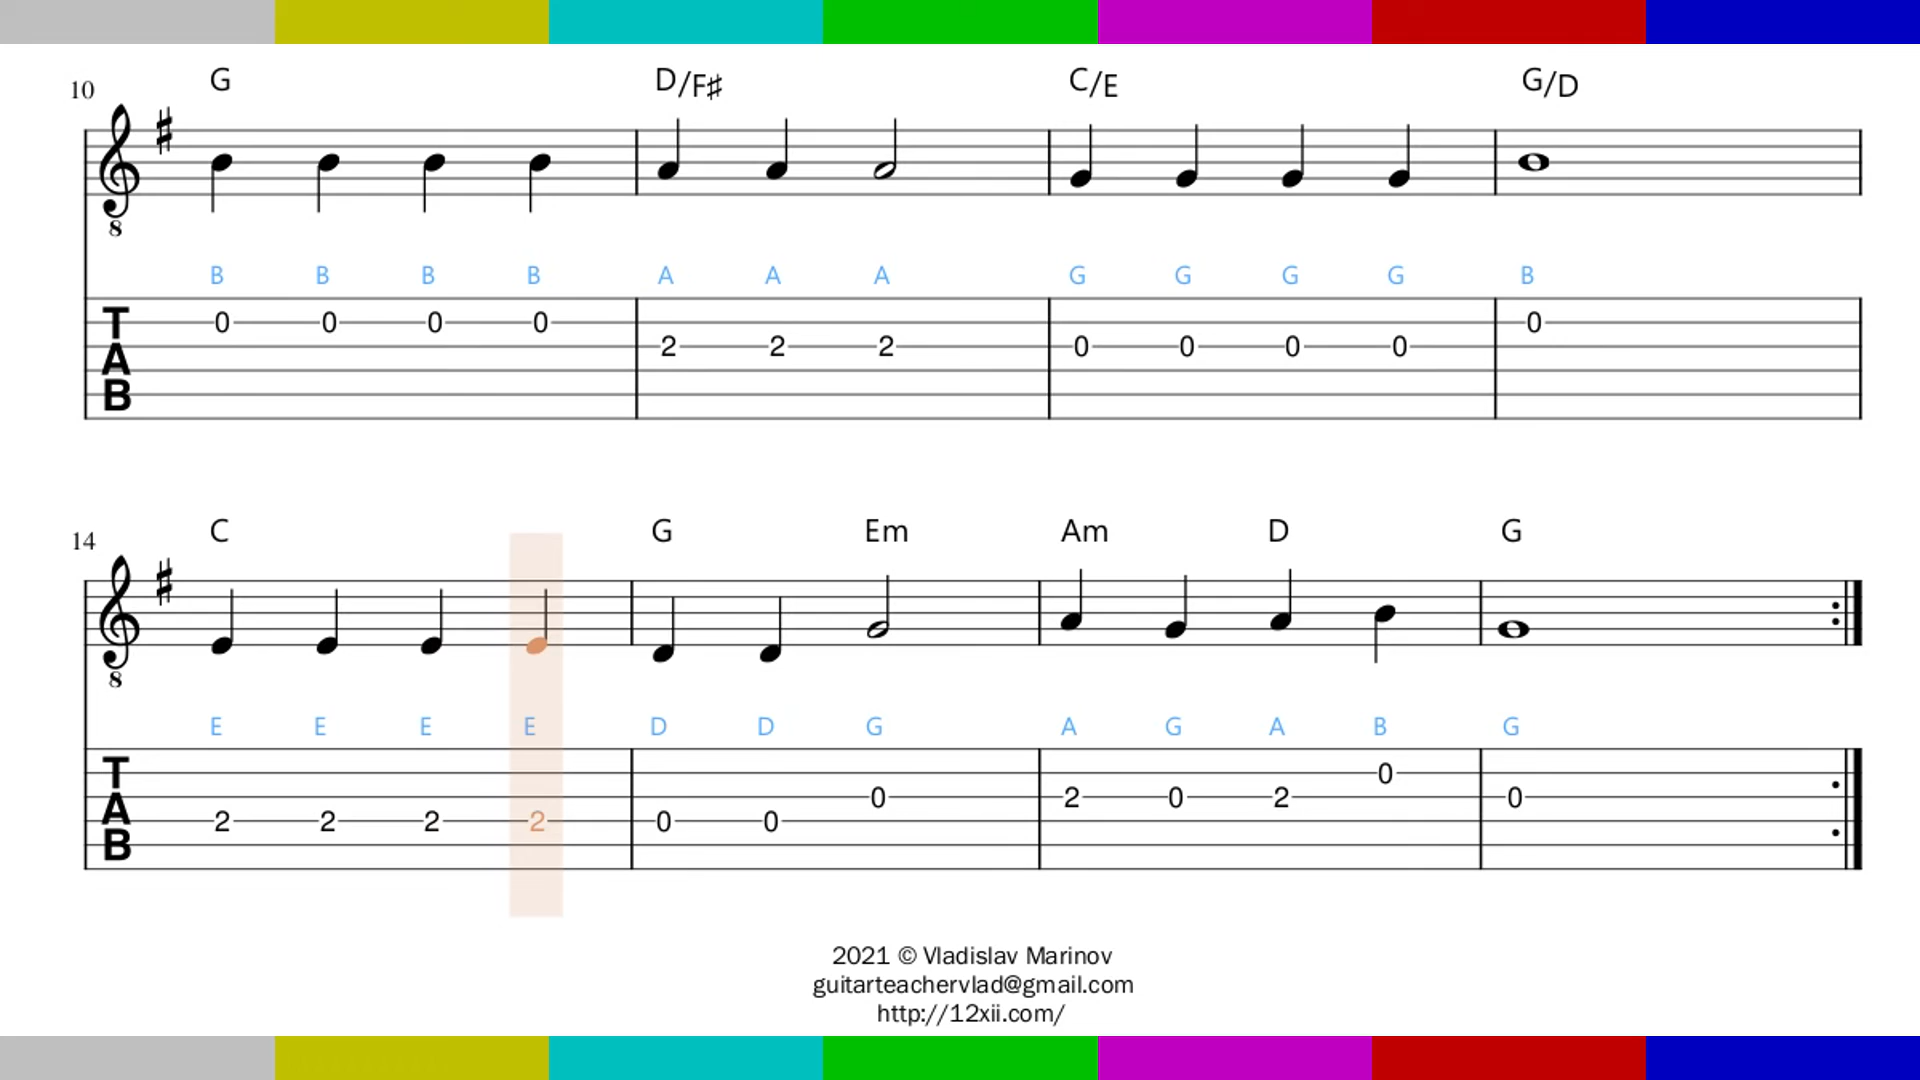 10 G D/F♯ C/E G/D
8
B B B B A A A G G G G B
T 0 0 0 0 0
A 2 2 2 0 0 0 0
B
14 C G Em Am D G
8
E E E E D D G A G A B G
T 0
A 0 2 0 2 0
2 2 2 2 0 0
B
2021 © Vladislav Marinov
guitarteachervlad@gmail.com
http://12xii.com/